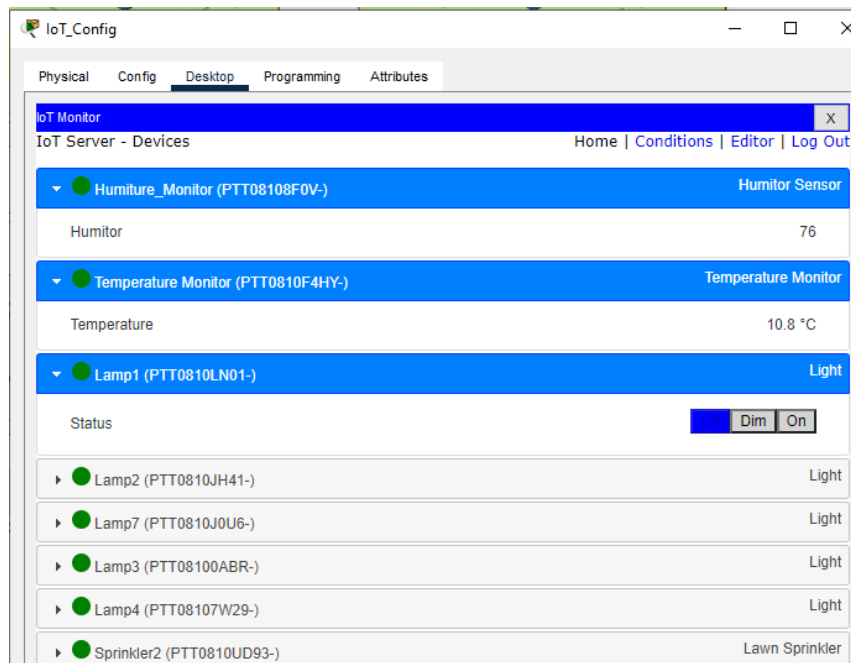 IoT_Config
Physical Config Desktop Programming Attributes
IoT Monitor X
IoT Server - Devices Home | Conditions | Editor | Log Out
Humiture_Monitor (PTT08108F0V-) Humitor Sensor
Humitor 76
Temperature Monitor (PTT0810F4HY-) Temperature Monitor
Temperature 10.8 °C
Lamp1 (PTT0810LN01-) Light
Status Off Dim On
Lamp2 (PTT0810JH41-) Light
Lamp7 (PTT0810J0U6-) Light
Lamp3 (PTT08100ABR-) Light
Lamp4 (PTT08107W29-) Light
Sprinkler2 (PTT0810UD93-) Lawn Sprinkler